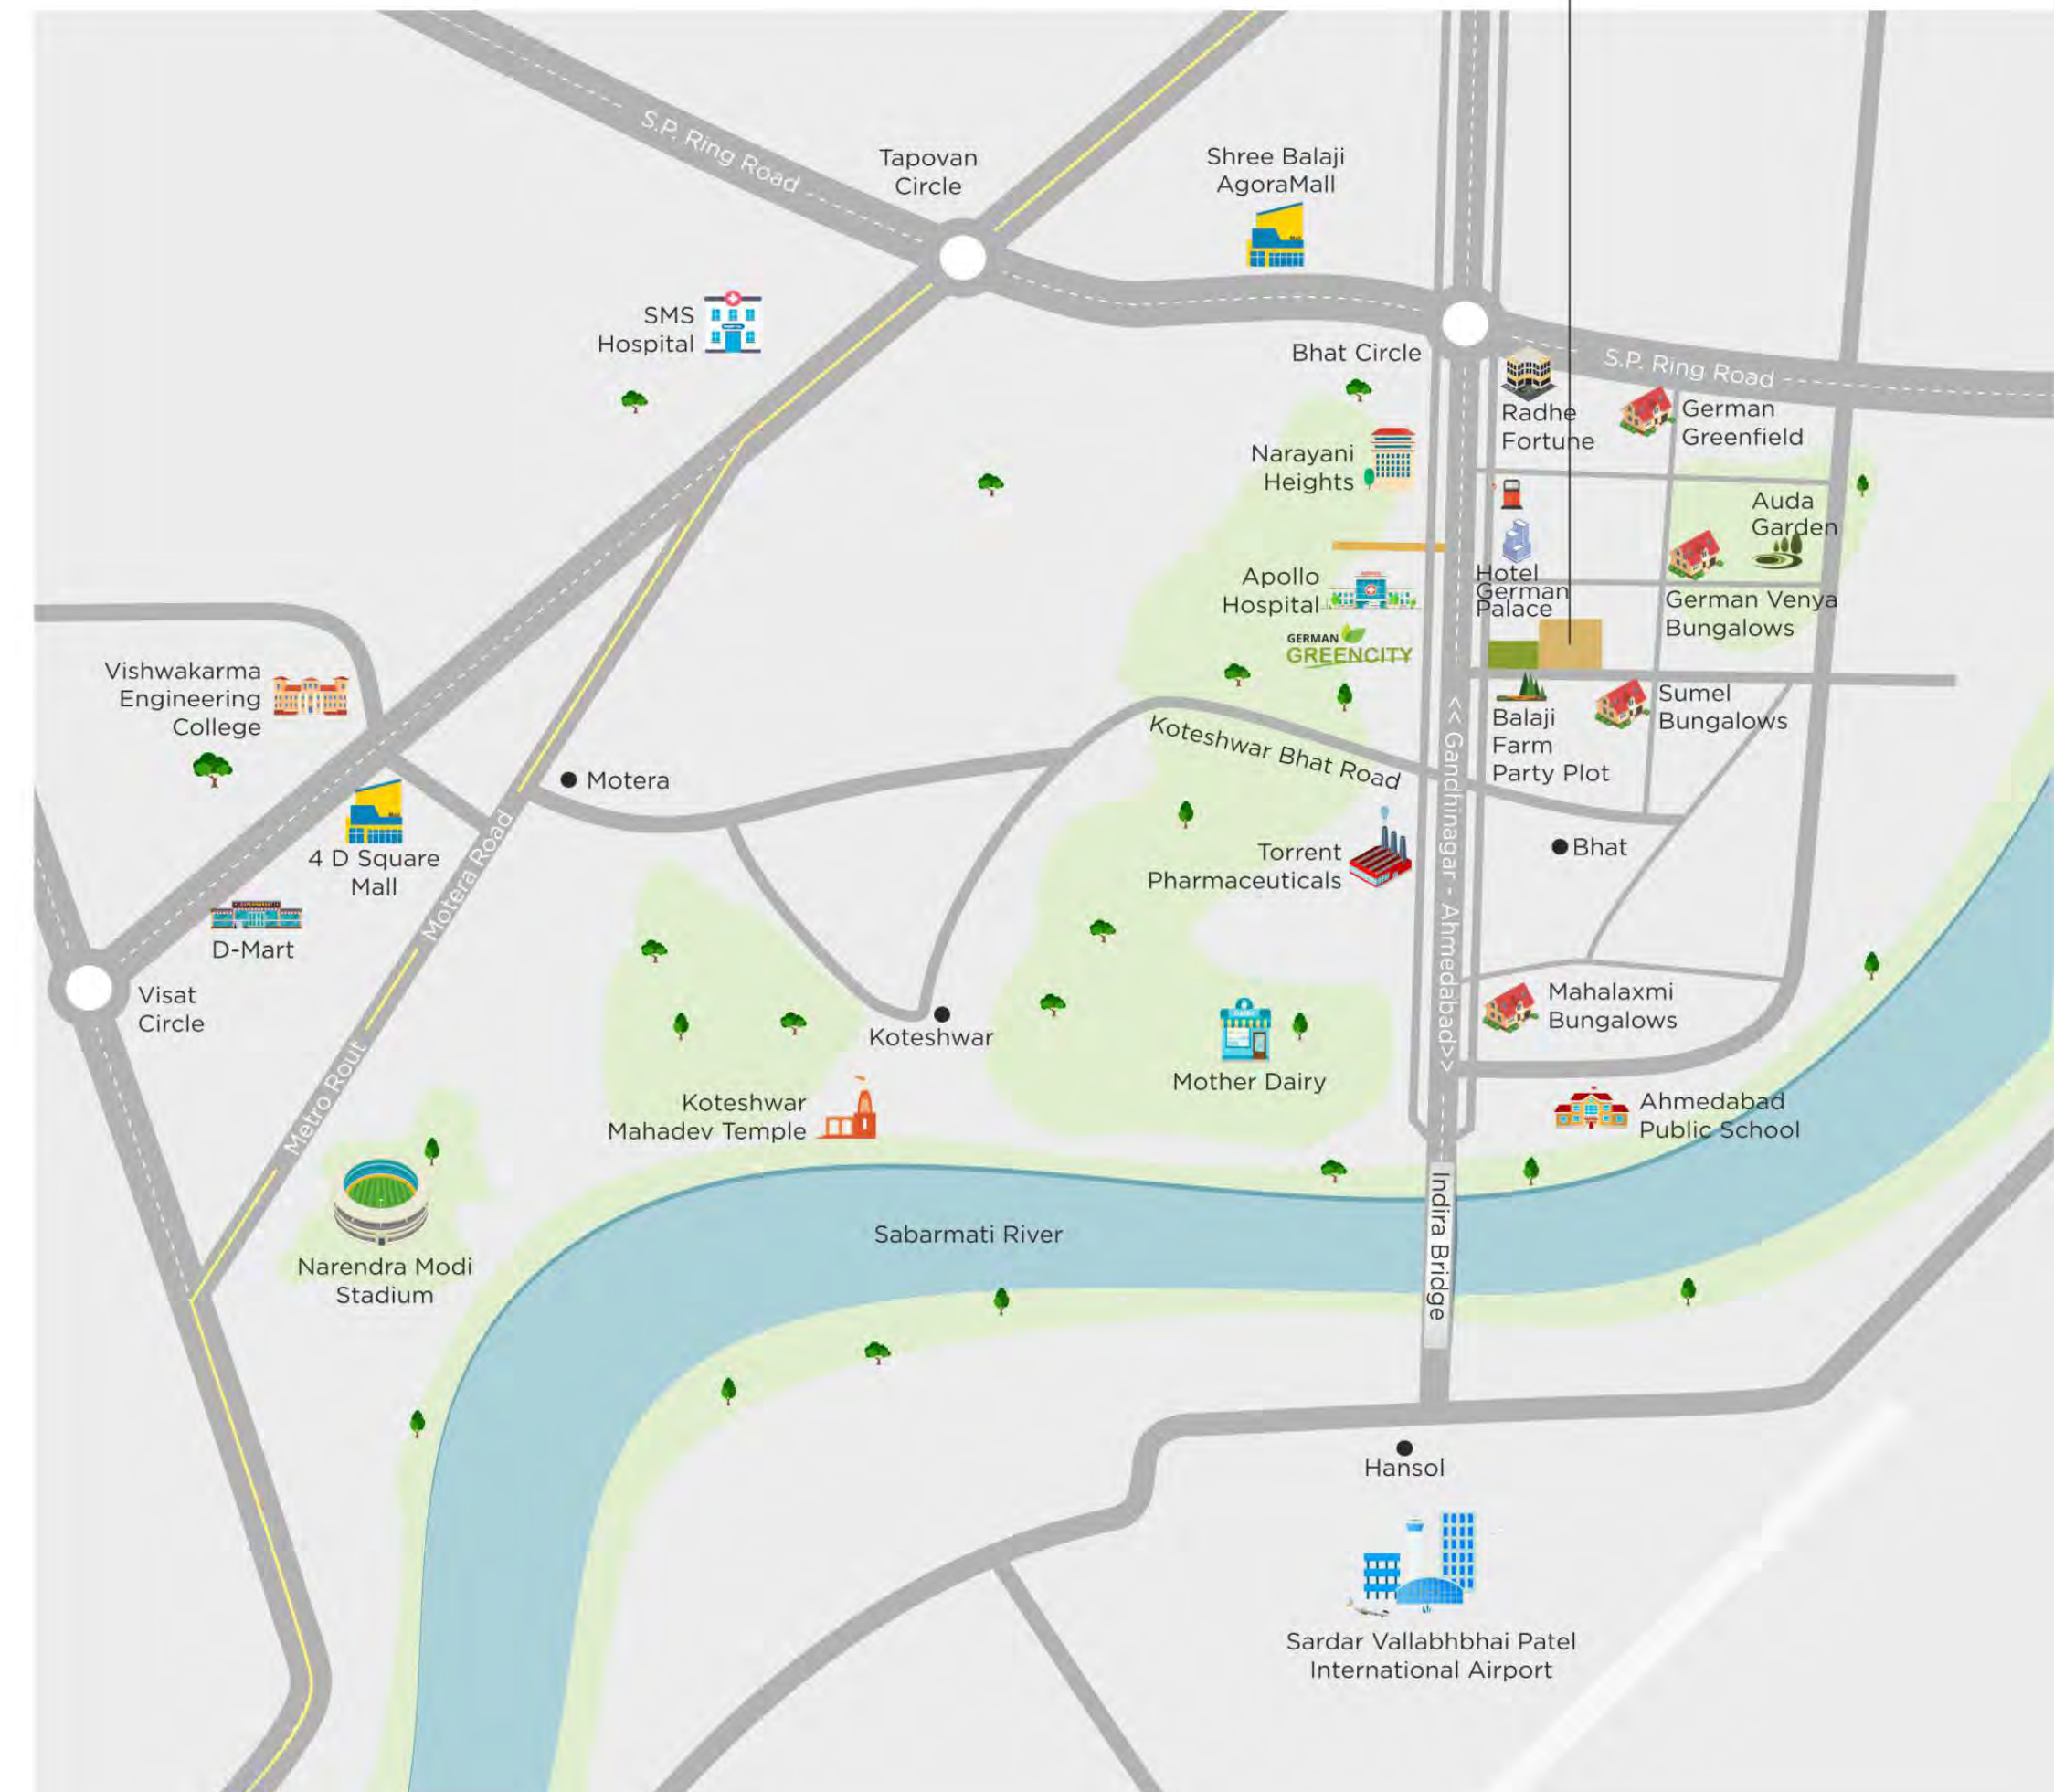 S.P. Ring Road
Tapovan
Circle
Shree Balaji
AgoraMall
SMS
Hospital
Bhat Circle
S.P. Ring Road
Radhe
Fortune
German
Greenfield
Narayani
Heights
Auda
Garden
Apollo
Hospital
Hotel
German
Palace
German Venya
Bungalows
GERMAN
GREENCITY
Vishwakarma
Engineering
College
Sumel
Bungalows
Balaji
Farm
Party Plot
Koteshwar Bhat Road
<< Gandhinagar - Ahmedabad>>
Motera
4 D Square
Mall
Motera Road
Torrent
Pharmaceuticals
Bhat
D-Mart
Visat
Circle
Koteshwar
Mahalaxmi
Bungalows
DAIRY
Mother Dairy
Metro Rout
Koteshwar
Mahadev Temple
Ahmedabad
Public School
Indira Bridge
Sabarmati River
Narendra Modi
Stadium
Hansol
Sardar Vallabhbhai Patel
International Airport